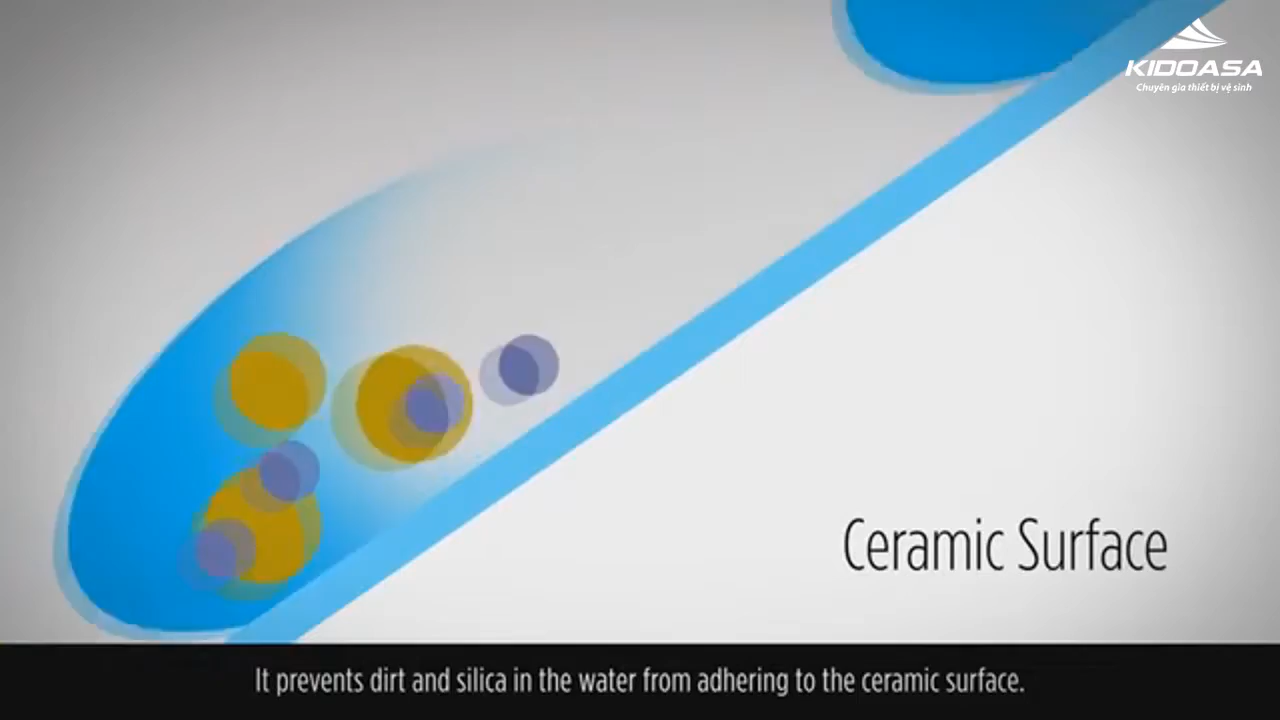 KIDOASA
Chuyên gia thiết bị vệ sinh
Ceramic Surface
It prevents dirt and silica in the water from adhering to the ceramic surface.